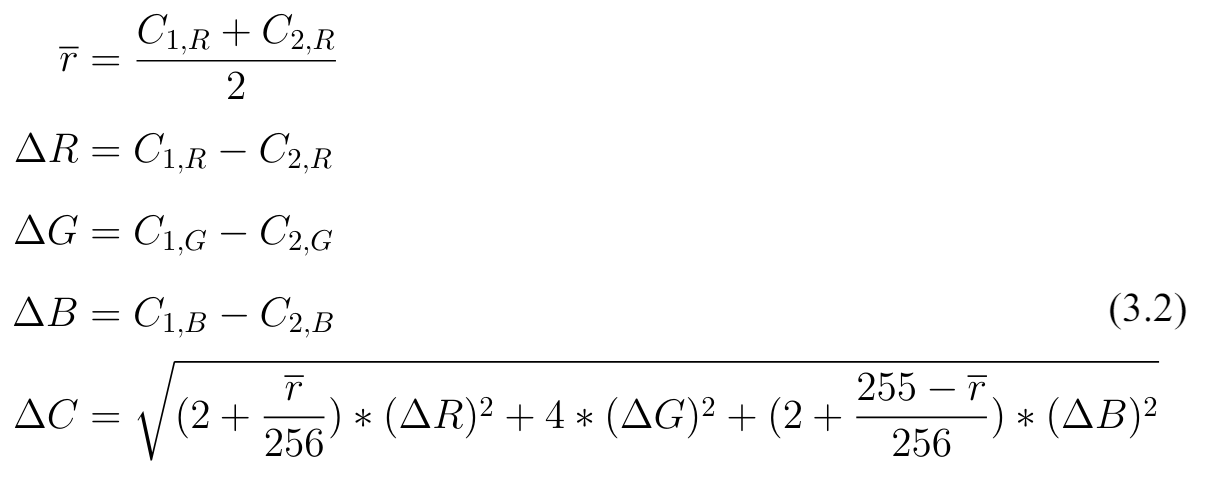 r̅ = (C_{1,R} + C_{2,R}) / 2
ΔR = C_{1,R} − C_{2,R}
ΔG = C_{1,G} − C_{2,G}
ΔB = C_{1,B} − C_{2,B} (3.2)
ΔC = √((2 + r̅/256) * (ΔR)² + 4 * (ΔG)² + (2 + (255 − r̅)/256) * (ΔB)²)